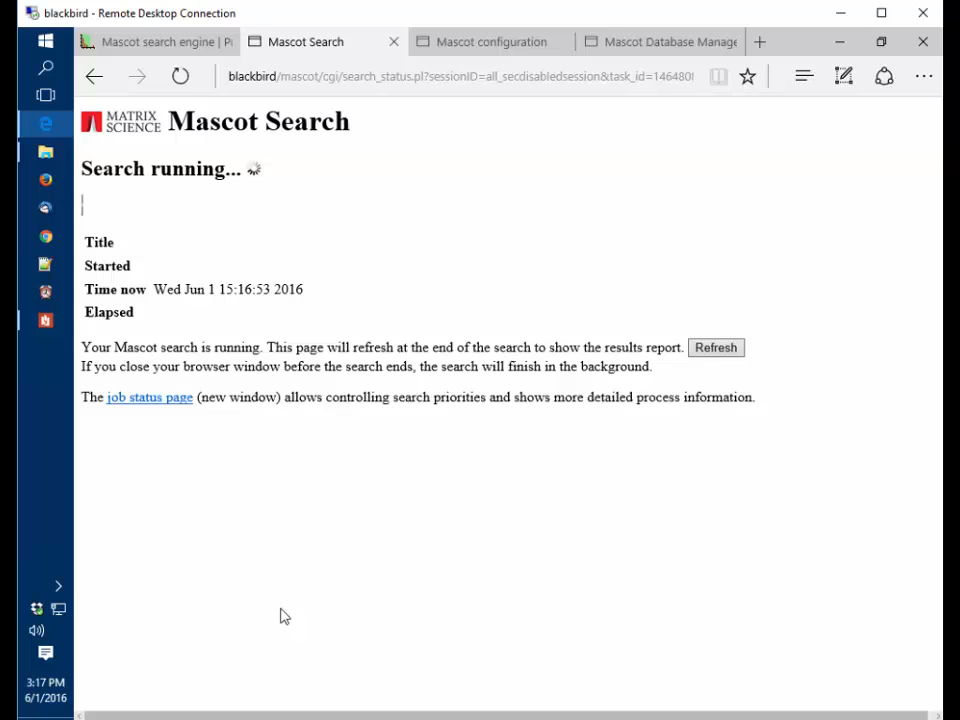 blackbird - Remote Desktop Connection
Mascot search engine | Pr
Mascot Search
Mascot configuration
Mascot Database Manage
blackbird/mascot/cgi/search_status.pl?sessionID=all_secdisabledsession&task_id=146480
MATRIX
SCIENCE
Mascot Search
Search running...
Title
Started
Time now Wed Jun 1 15:16:53 2016
Elapsed
Your Mascot search is running. This page will refresh at the end of the search to show the results report. Refresh
If you close your browser window before the search ends, the search will finish in the background.
The job status page (new window) allows controlling search priorities and shows more detailed process information.
3:17 PM
6/1/2016